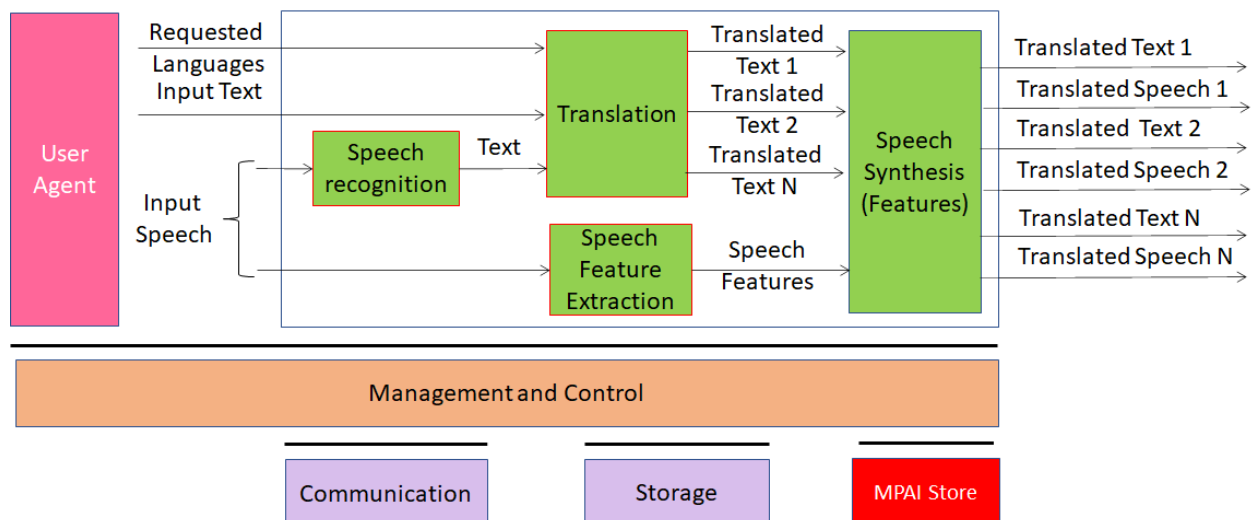 User
Agent
Requested
Languages
Input Text
Input
Speech
Speech
recognition
Text
Translation
Speech
Feature
Extraction
Speech
Features
Translated
Text 1
Translated
Text 2
Translated
Text N
Speech
Synthesis
(Features)
Translated Text 1
Translated Speech 1
Translated Text 2
Translated Speech 2
Translated Text N
Translated Speech N
Management and Control
Communication
Storage
MPAI Store